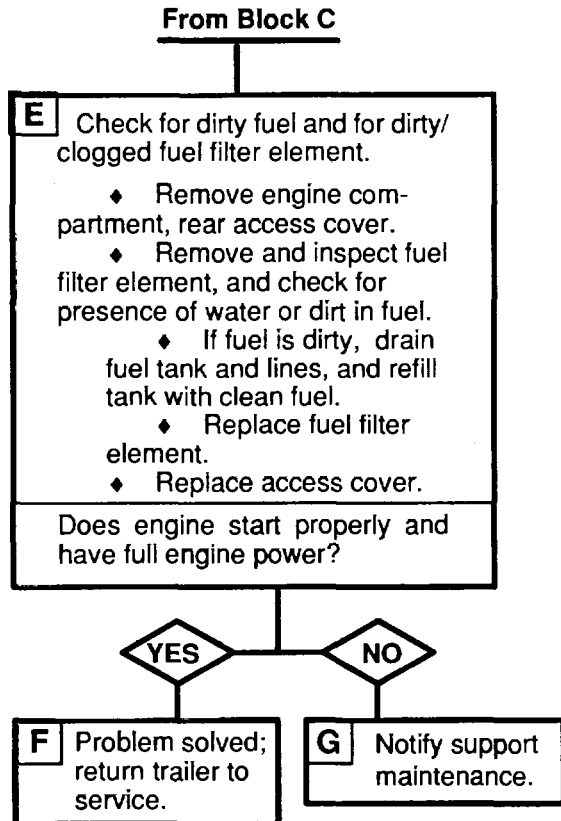 From Block C
E Check for dirty fuel and for dirty/
clogged fuel filter element.
♦ Remove engine com-
partment, rear access cover.
♦ Remove and inspect fuel
filter element, and check for
presence of water or dirt in fuel.
♦ If fuel is dirty, drain
fuel tank and lines, and refill
tank with clean fuel.
♦ Replace fuel filter
element.
♦ Replace access cover.
Does engine start properly and
have full engine power?
YES
NO
F Problem solved;
return trailer to
service.
G Notify support
maintenance.